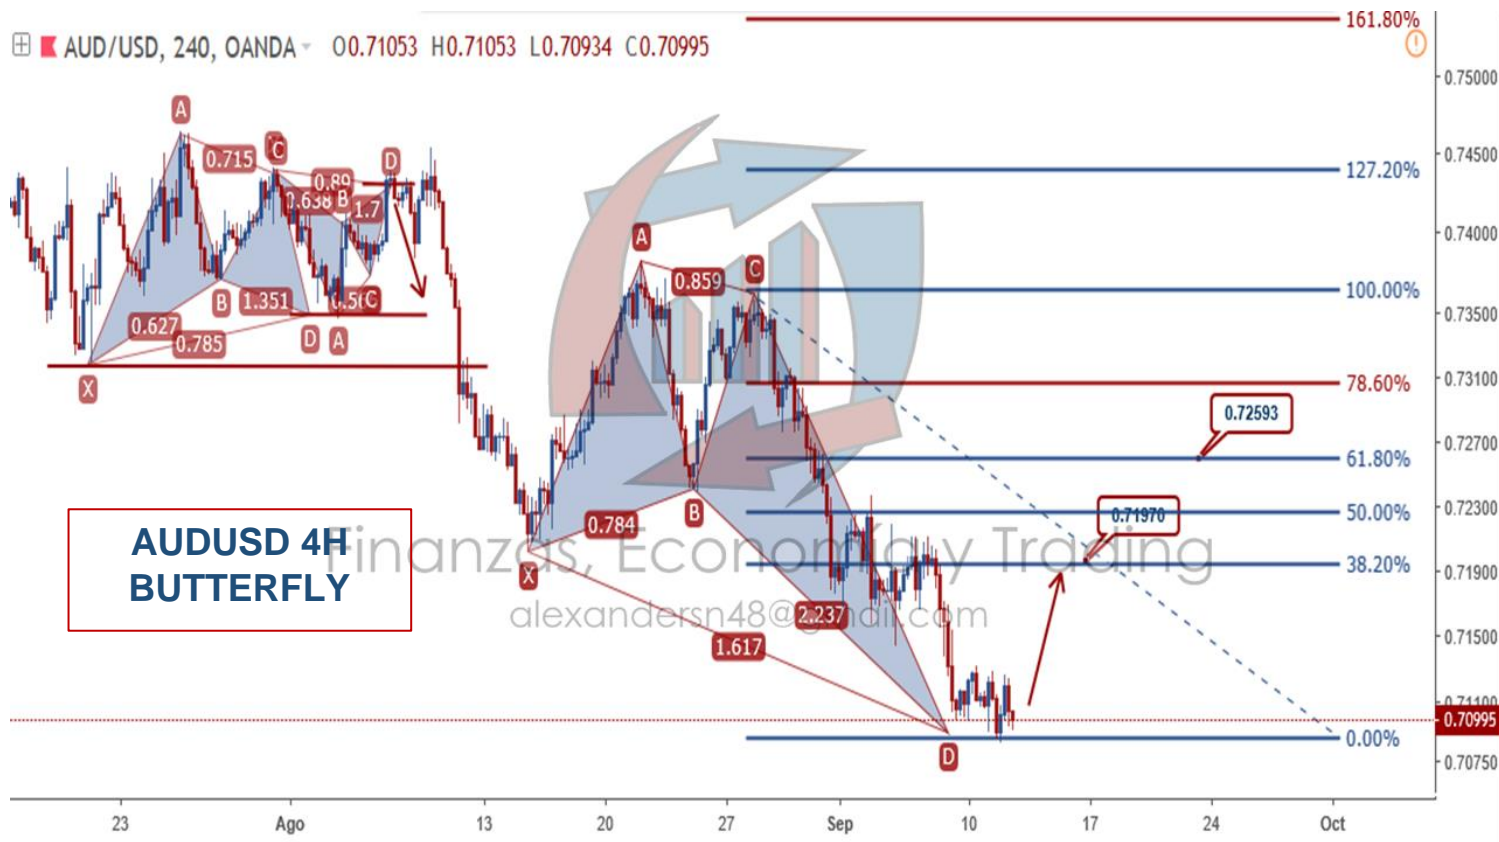 161.80%
AUD/USD, 240, OANDA O0.71053 H0.71053 L0.70934 C0.70995
0.75000
A
0.74500
0.715
C
D
127.20%
0.89
0.638
B
1.7
0.74000
A
0.859
C
100.00%
B
1.351
C
0.73500
0.627
0.785
D
A
X
0.73100
78.60%
0.72593
0.72700
61.80%
B
0.784
0.71970
50.00%
0.72300
AUDUSD 4H
BUTTERFLY
Finanzas, Economía y Trading
38.20%
0.71900
X
alexandersn48@gmail.com
2.237
0.71500
1.617
0.71100
0.70995
D
0.00%
0.70750
23
Ago
13
20
27
Sep
10
17
24
Oct